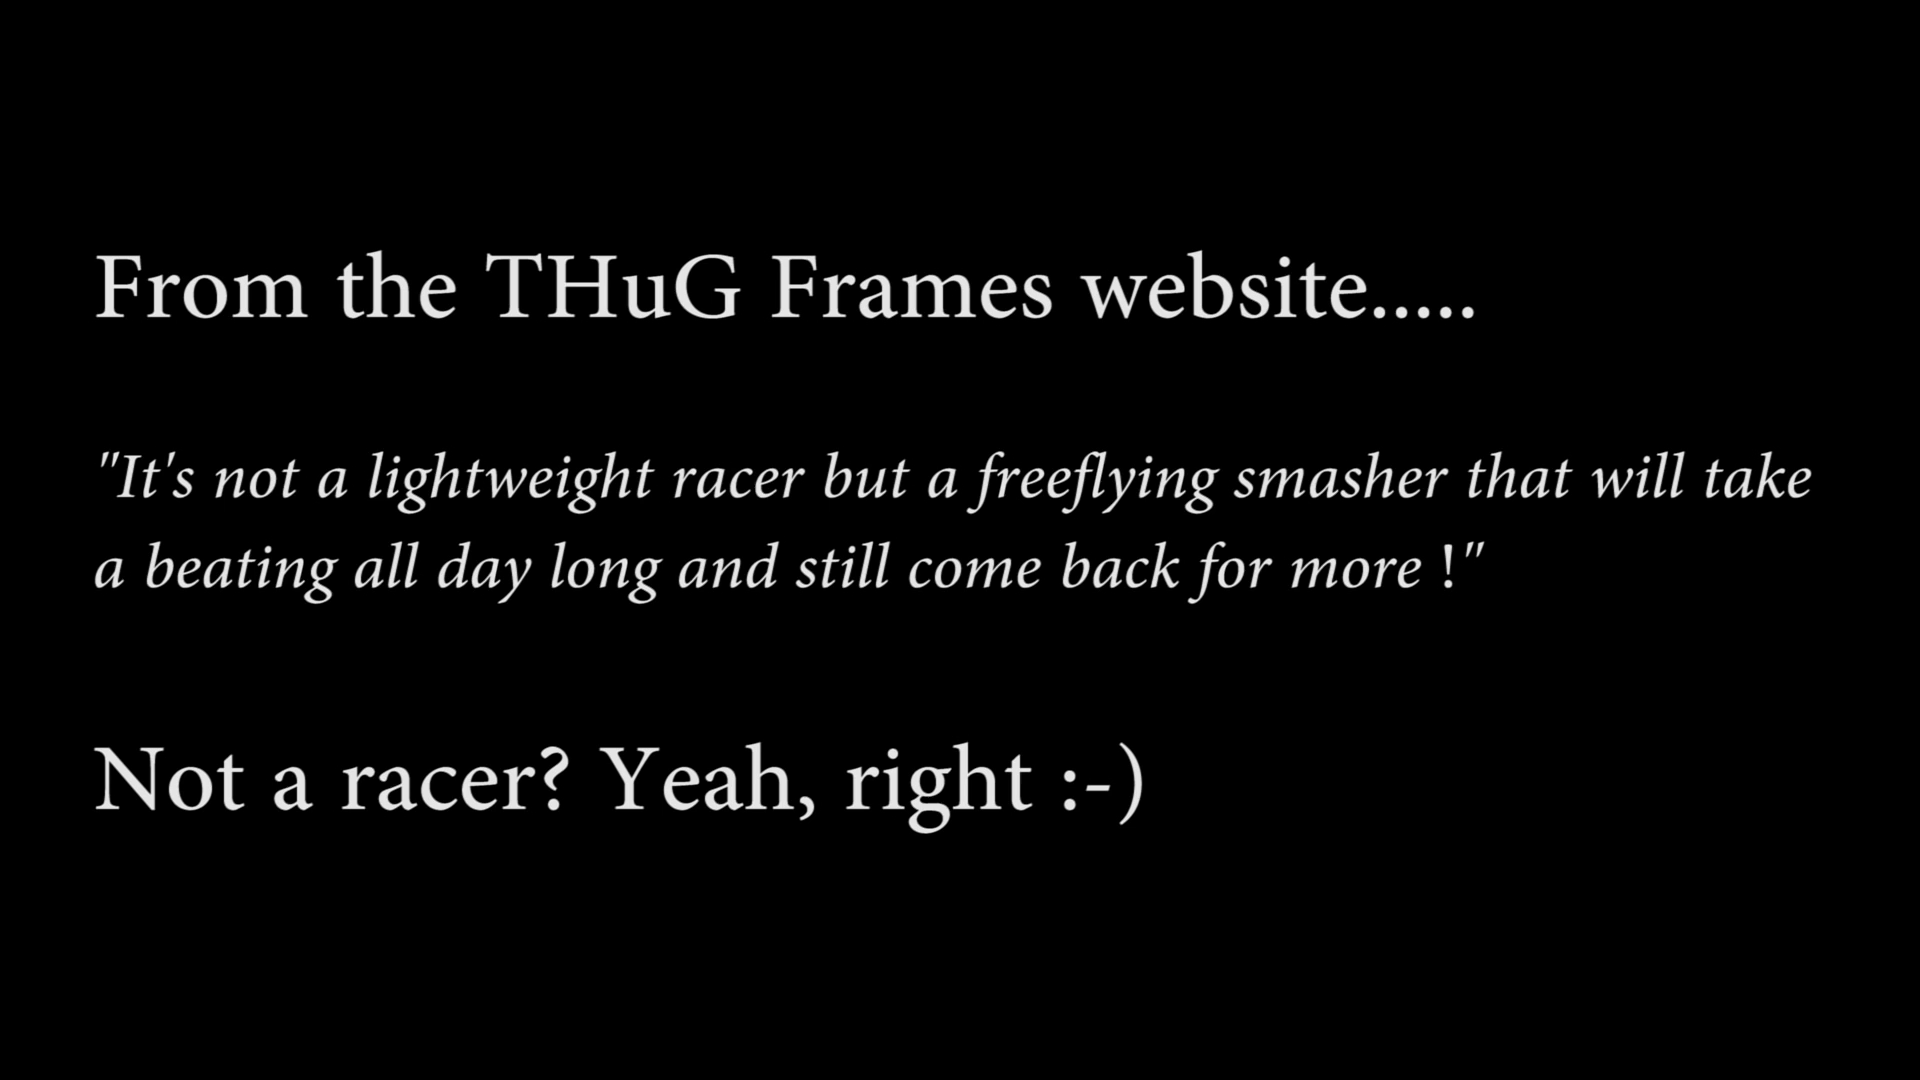 From the THuG Frames website.....
"It's not a lightweight racer but a freeflying smasher that will take
a beating all day long and still come back for more !"
Not a racer? Yeah, right :-)